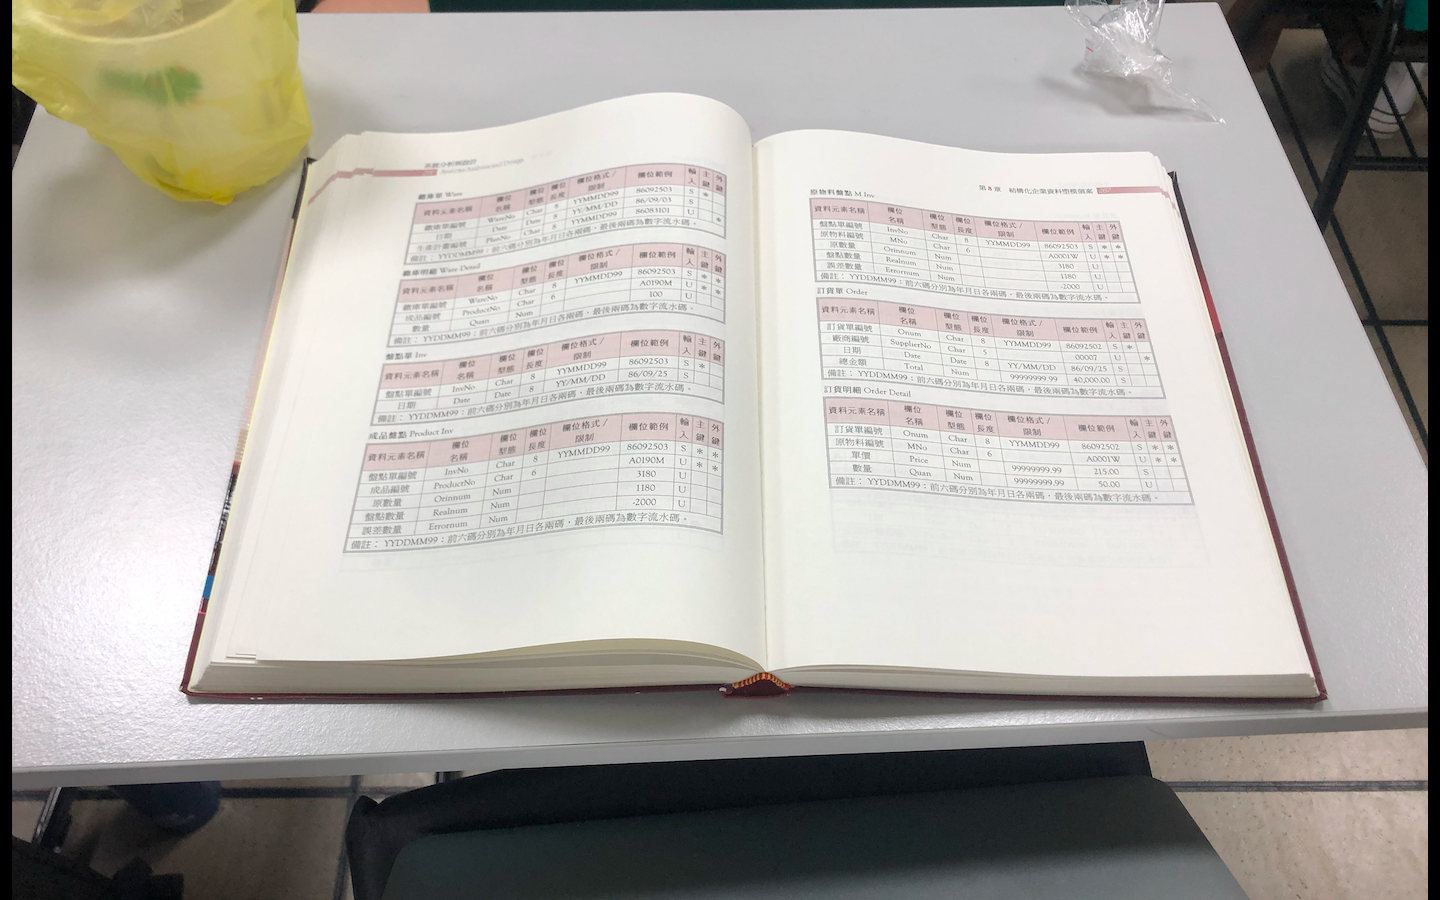 系統分析與設計
Systems Analysis and Design
繳庫單 Ware
資料元素名稱 欄位名稱 欄位型態 欄位長度 欄位格式/限制 欄位範例 輸入 主鍵 外鍵
繳庫單編號 WareNo Char 8 YYMMDD99 86092503 S *
日期 Date Date 8 YY/MM/DD 86/09/03 S
生產計畫編號 PlanNo Char 8 YYMMDD99 86083101 U *
備註： YYDDMM99：前六碼分別為年月日各兩碼，最後兩碼為數字流水碼。
繳庫明細 Ware Detail
資料元素名稱 欄位名稱 欄位型態 欄位長度 欄位格式/限制 欄位範例 輸入 主鍵 外鍵
繳庫單編號 WareNo Char 8 YYMMDD99 86092503 S * *
成品編號 ProductNo Char 6 A0190M U * *
數量 Quan Num 100 U
備註： YYDDMM99：前六碼分別為年月日各兩碼，最後兩碼為數字流水碼。
盤點單 Inv
資料元素名稱 欄位名稱 欄位型態 欄位長度 欄位格式/限制 欄位範例 輸入 主鍵 外鍵
盤點單編號 InvNo Char 8 YYMMDD99 86092503 S *
日期 Date Date 8 YY/MM/DD 86/09/25 S
備註： YYDDMM99：前六碼分別為年月日各兩碼，最後兩碼為數字流水碼。
成品盤點 Product Inv
資料元素名稱 欄位名稱 欄位型態 欄位長度 欄位格式/限制 欄位範例 輸入 主鍵 外鍵
盤點單編號 InvNo Char 8 YYMMDD99 86092503 S * *
成品編號 ProductNo Char 6 A0190M U * *
原數量 Orinnum Num 3180 U
盤點數量 Realnum Num 1180 U
誤差數量 Errornum Num -2000 U
備註： YYDDMM99：前六碼分別為年月日各兩碼，最後兩碼為數字流水碼。
第8章 結構化企業資料塑模個案
原物料盤點 M.Inv
資料元素名稱 欄位名稱 欄位型態 欄位長度 欄位格式/限制 欄位範例 輸入 主鍵 外鍵
盤點單編號 InvNo Char 8 YYMMDD99 86092503 S * *
原物料編號 MNo Char 6 A0001W U * *
原數量 Orinnum Num 3180 U
盤點數量 Realnum Num 1180 U
誤差數量 Errornum Num -2000 U
備註： YYDDMM99：前六碼分別為年月日各兩碼，最後兩碼為數字流水碼。
訂貨單 Order
資料元素名稱 欄位名稱 欄位型態 欄位長度 欄位格式/限制 欄位範例 輸入 主鍵 外鍵
訂貨單編號 Onum Char 8 YYMMDD99 86092502 S *
廠商編號 SupplierNo Char 5 00007 U *
日期 Date Date 8 YY/MM/DD 86/09/25 S
總金額 Total Num 99999999.99 40,000.00 S
備註： YYDDMM99：前六碼分別為年月日各兩碼，最後兩碼為數字流水碼。
訂貨明細 Order Detail
資料元素名稱 欄位名稱 欄位型態 欄位長度 欄位格式/限制 欄位範例 輸入 主鍵 外鍵
訂貨單編號 Onum Char 8 YYMMDD99 86092502 S * *
原物料編號 MNo Char 6 A0001W U * *
單價 Price Num 99999999.99 215.00 S
數量 Quan Num 99999999.99 50.00 U
備註： YYDDMM99：前六碼分別為年月日各兩碼，最後兩碼為數字流水碼。